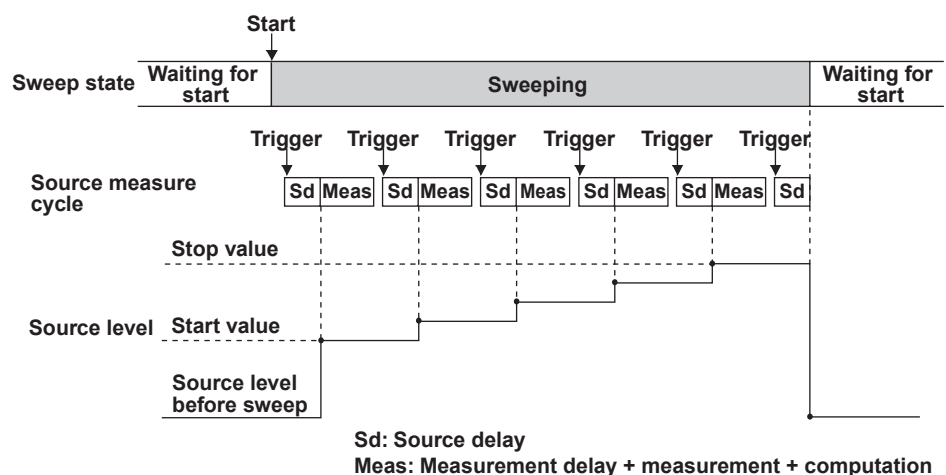 Start
Sweep state
Waiting for
start
Sweeping
Waiting for
start
Trigger Trigger Trigger Trigger Trigger Trigger
Source measure
cycle
Sd Meas Sd Meas Sd Meas Sd Meas Sd Meas Sd
Stop value
Source level
Start value
Source level
before sweep
Sd: Source delay
Meas: Measurement delay + measurement + computation